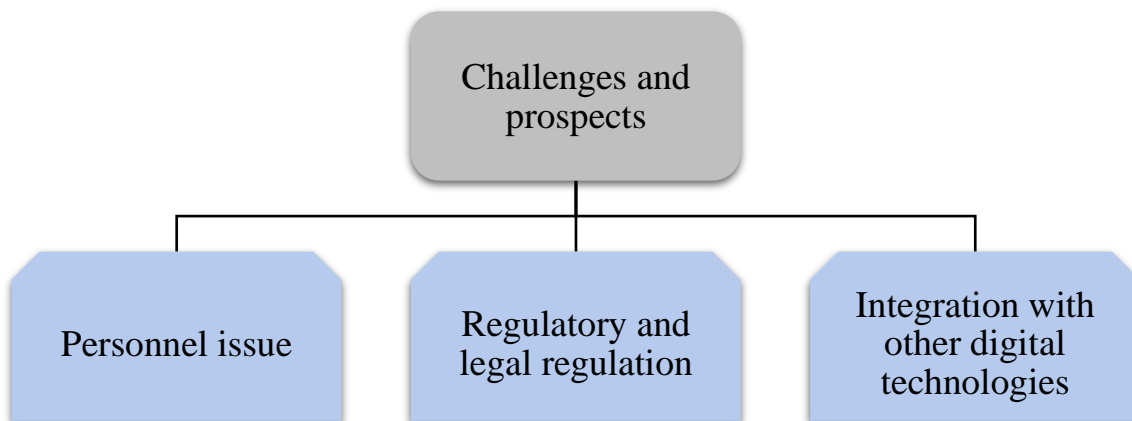 Challenges and
prospects
Personnel issue
Regulatory and
legal regulation
Integration with
other digital
technologies